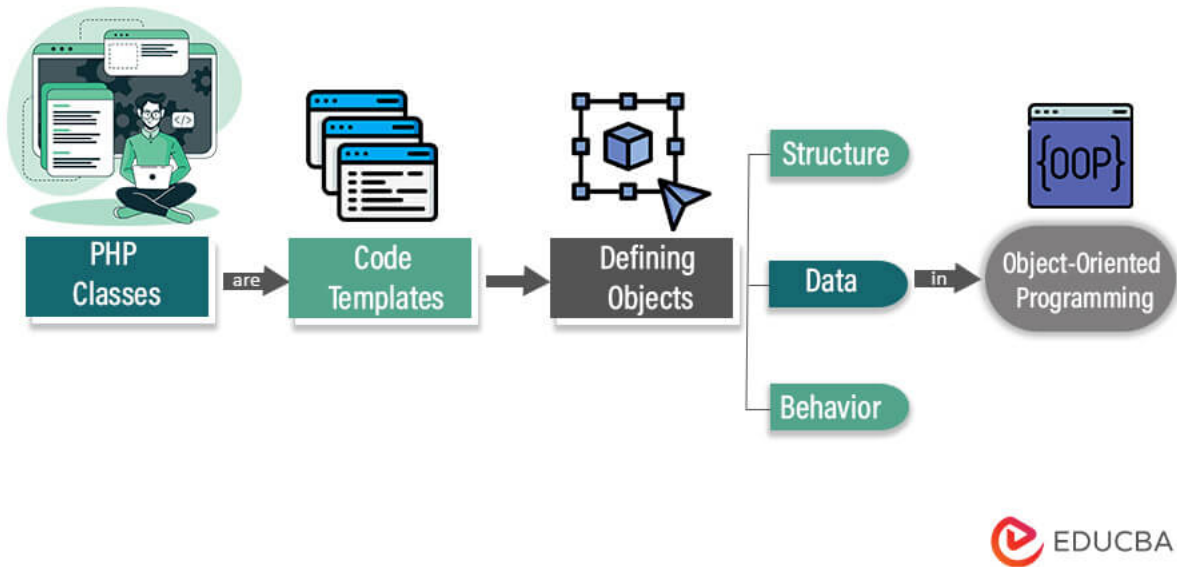 PHP
Classes
are
Code
Templates
Defining
Objects
Structure
Data
Behavior
in
{OOP}
Object-Oriented
Programming
</>
EDUCBA